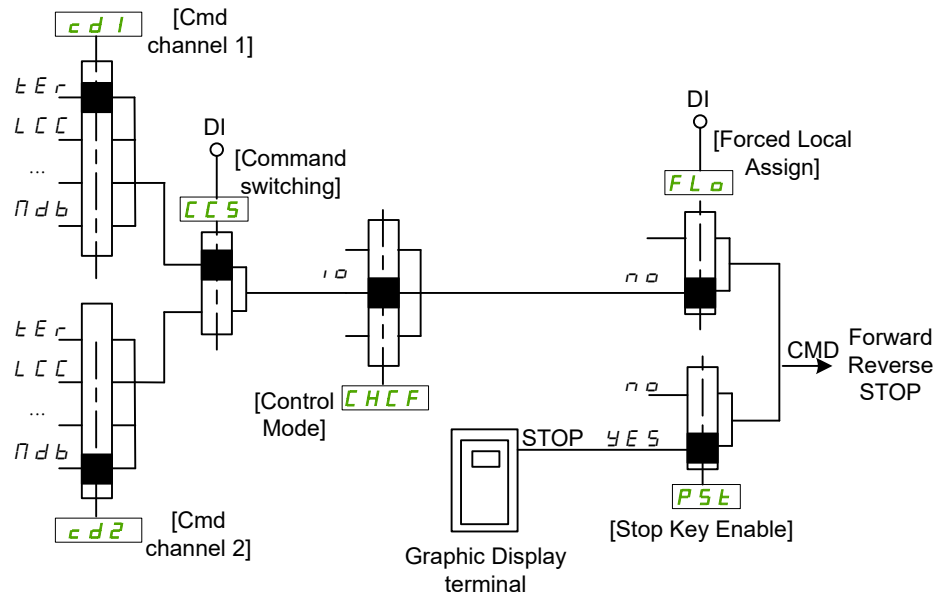 cd1
[Cmd
channel 1]
tEr
LCC
...
Mdb
DI
[Command
switching]
CCS
io
[Control
Mode]
CHCF
DI
[Forced Local
Assign]
FLo
no
CMD
Forward
Reverse
STOP
tEr
LCC
...
Mdb
cd2
[Cmd
channel 2]
no
STOP
YES
PSt
[Stop Key Enable]
Graphic Display
terminal